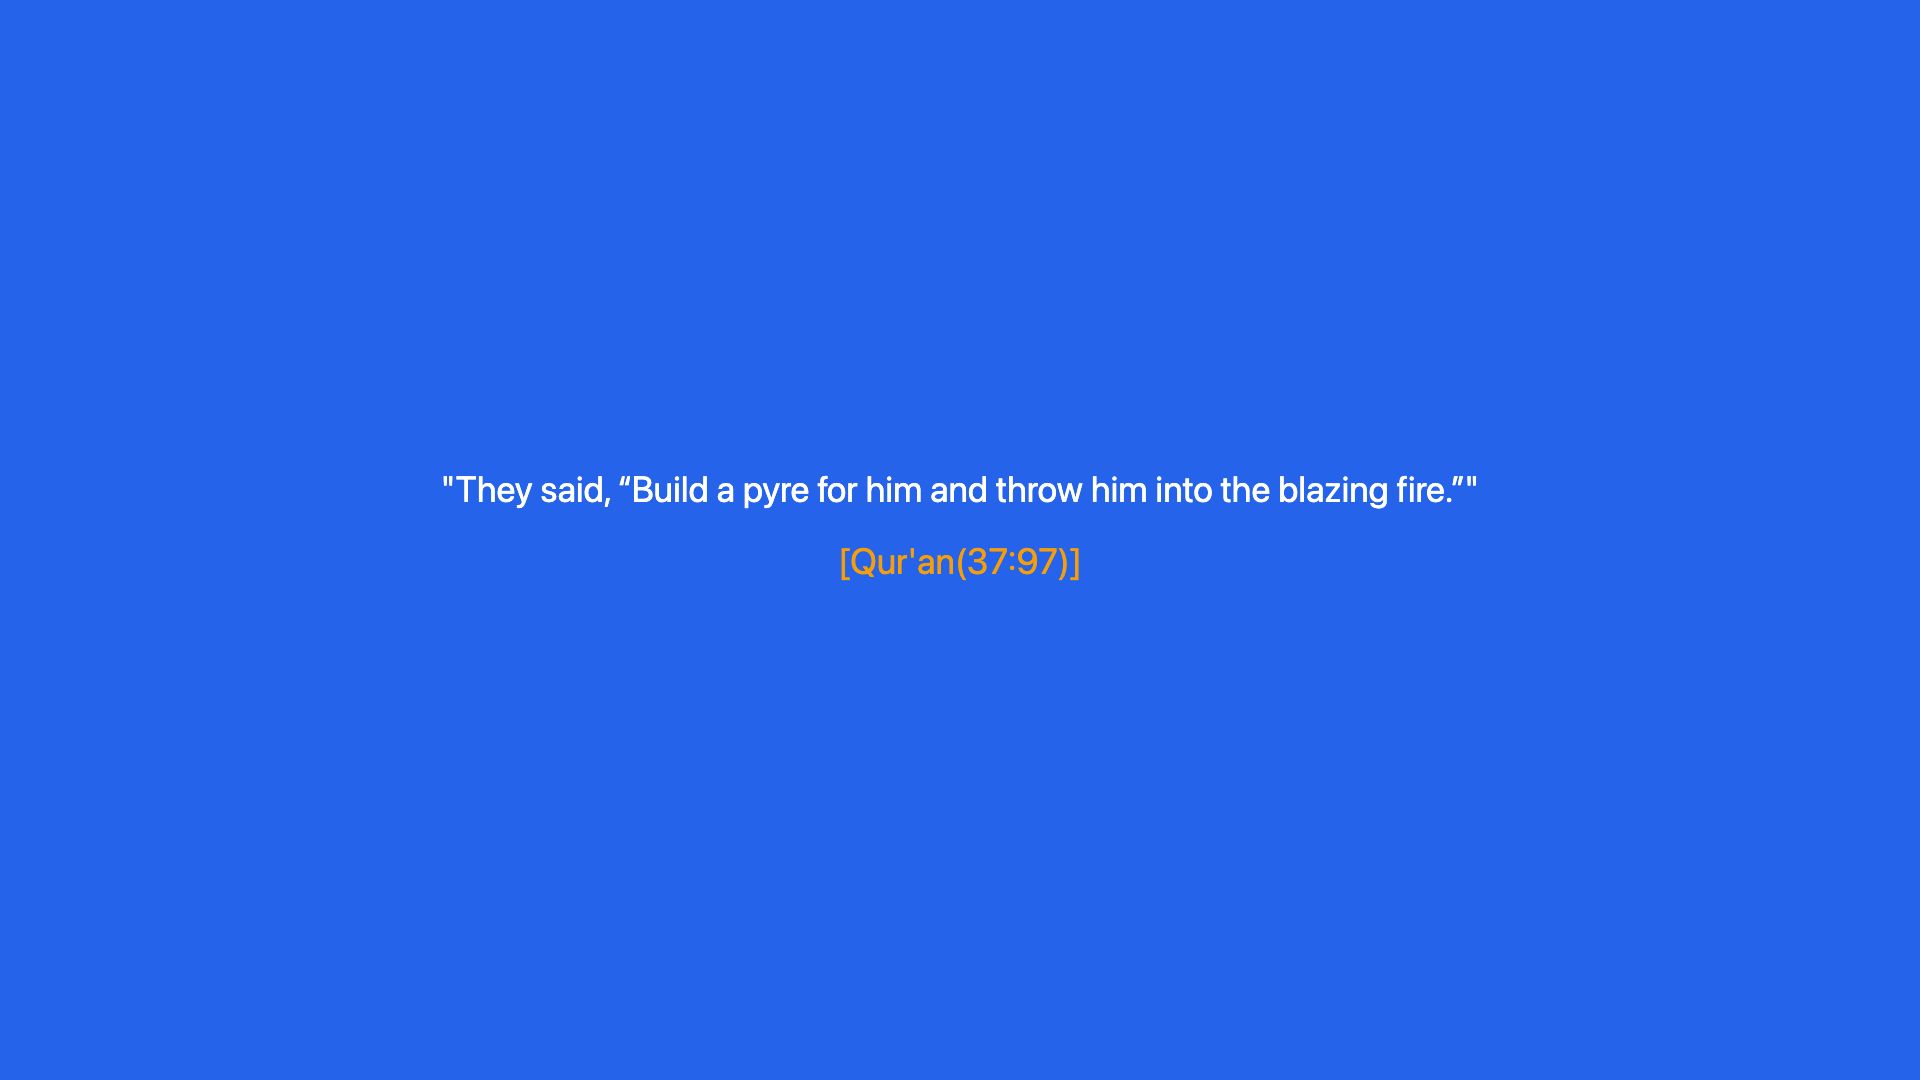 "They said, “Build a pyre for him and throw him into the blazing fire.”"
[Qur'an(37:97)]